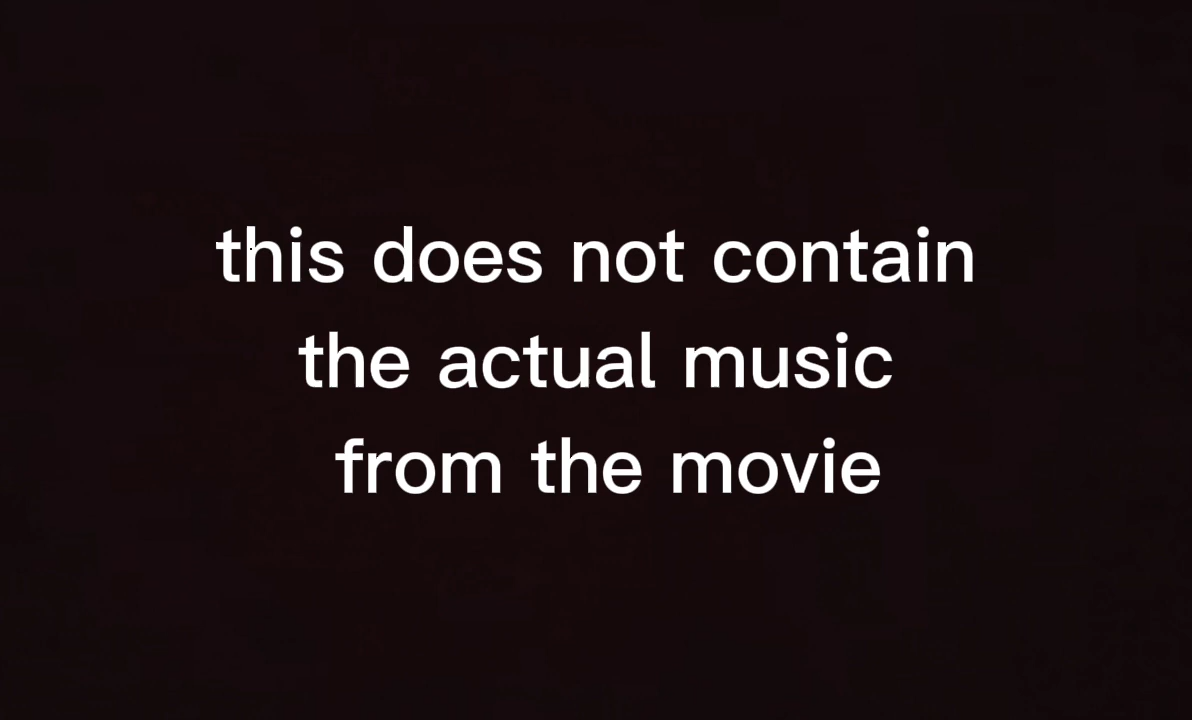 this does not contain
the actual music
from the movie